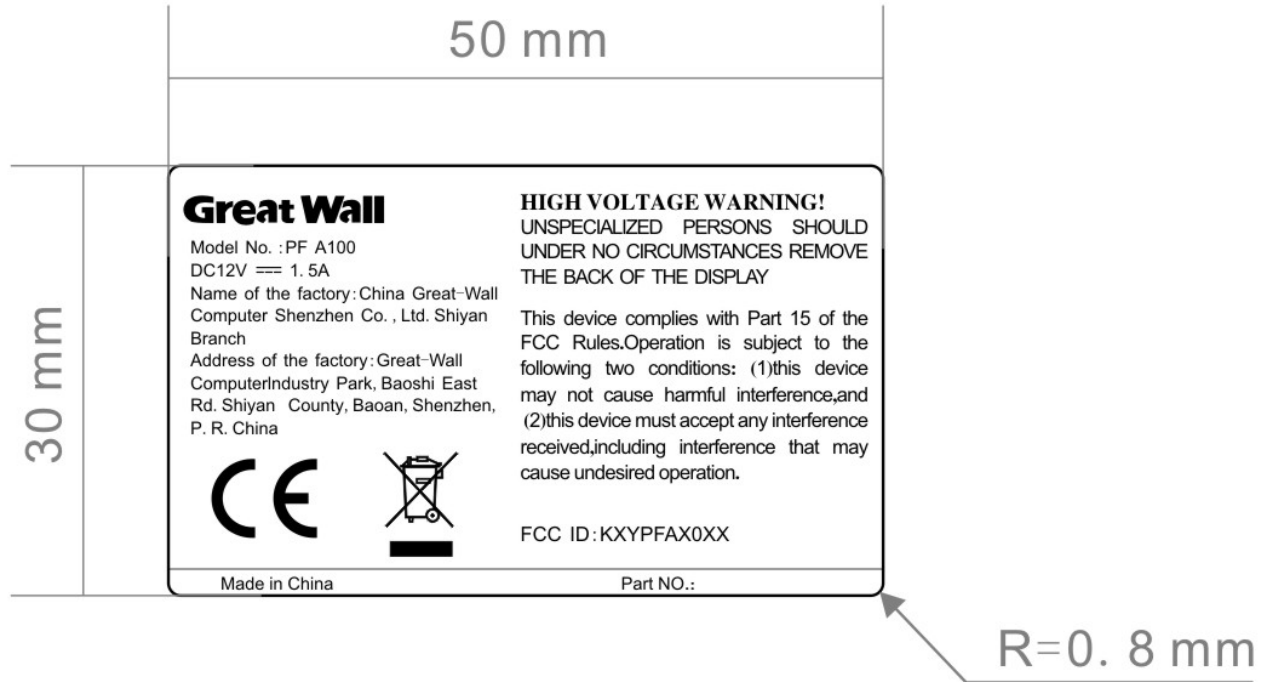 50 mm
30 mm
Great Wall
Model No. :PF A100
DC12V ⎓ 1. 5A
Name of the factory:China Great-Wall
Computer Shenzhen Co. , Ltd. Shiyan
Branch
Address of the factory:Great-Wall
ComputerIndustry Park, Baoshi East
Rd. Shiyan County, Baoan, Shenzhen,
P. R. China
CE
HIGH VOLTAGE WARNING!
UNSPECIALIZED PERSONS SHOULD
UNDER NO CIRCUMSTANCES REMOVE
THE BACK OF THE DISPLAY
This device complies with Part 15 of the
FCC Rules.Operation is subject to the
following two conditions: (1)this device
may not cause harmful interference,and
(2)this device must accept any interference
received,including interference that may
cause undesired operation.
FCC ID:KXYPFAX0XX
Made in China
Part NO.:
R=0. 8 mm